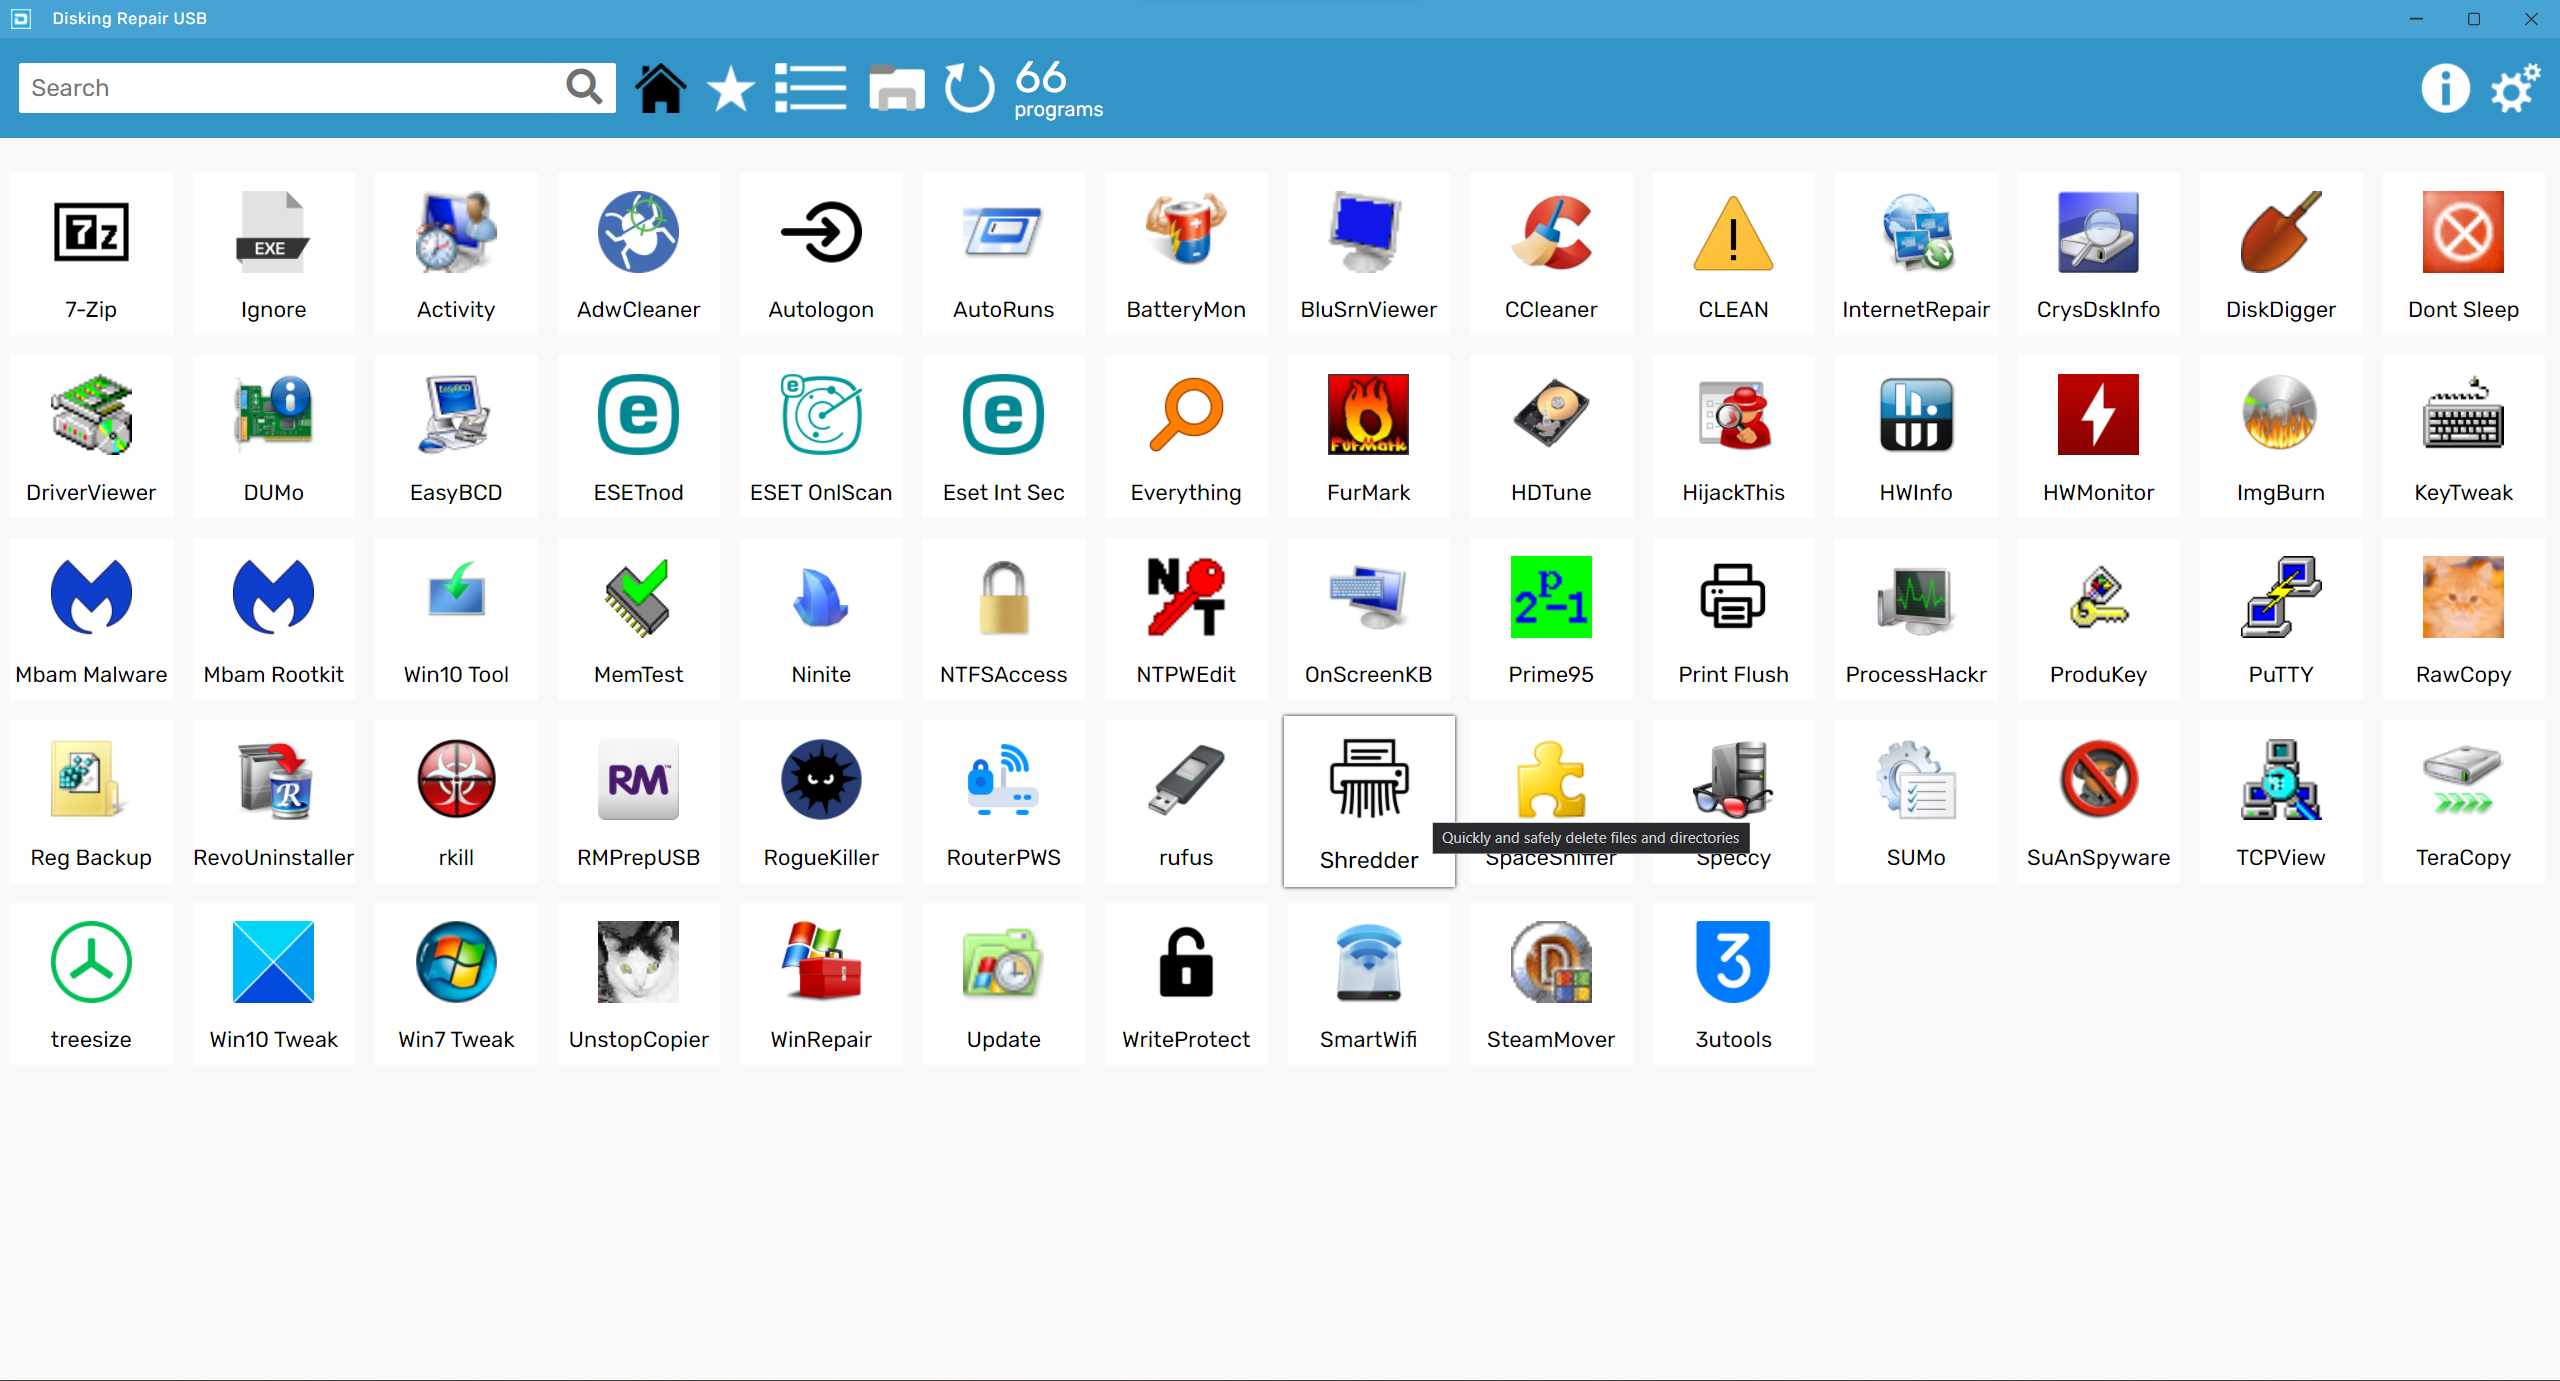 Disking Repair USB
Search
66
programs
7-Zip
EXE
Ignore
Activity
AdwCleaner
Autologon
AutoRuns
BatteryMon
BluSrnViewer
CCleaner
CLEAN
InternetRepair
CrysDskInfo
DiskDigger
Dont Sleep
DriverViewer
DUMo
EasyBCD
ESETnod
ESET OnlScan
Eset Int Sec
Everything
FurMark
HDTune
HijackThis
HWInfo
HWMonitor
ImgBurn
KeyTweak
Mbam Malware
Mbam Rootkit
Win10 Tool
MemTest
Ninite
NTFSAccess
NTPWEdit
OnScreenKB
Prime95
Print Flush
ProcessHackr
ProduKey
PuTTY
RawCopy
Reg Backup
RevoUninstaller
rkill
RM™
RMPrepUSB
RogueKiller
RouterPWS
rufus
Shredder
Quickly and safely delete files and directories
SpaceSniffer
Speccy
SUMo
SuAnSpyware
TCPView
TeraCopy
treesize
Win10 Tweak
Win7 Tweak
UnstopCopier
WinRepair
Update
WriteProtect
SmartWifi
SteamMover
3utools